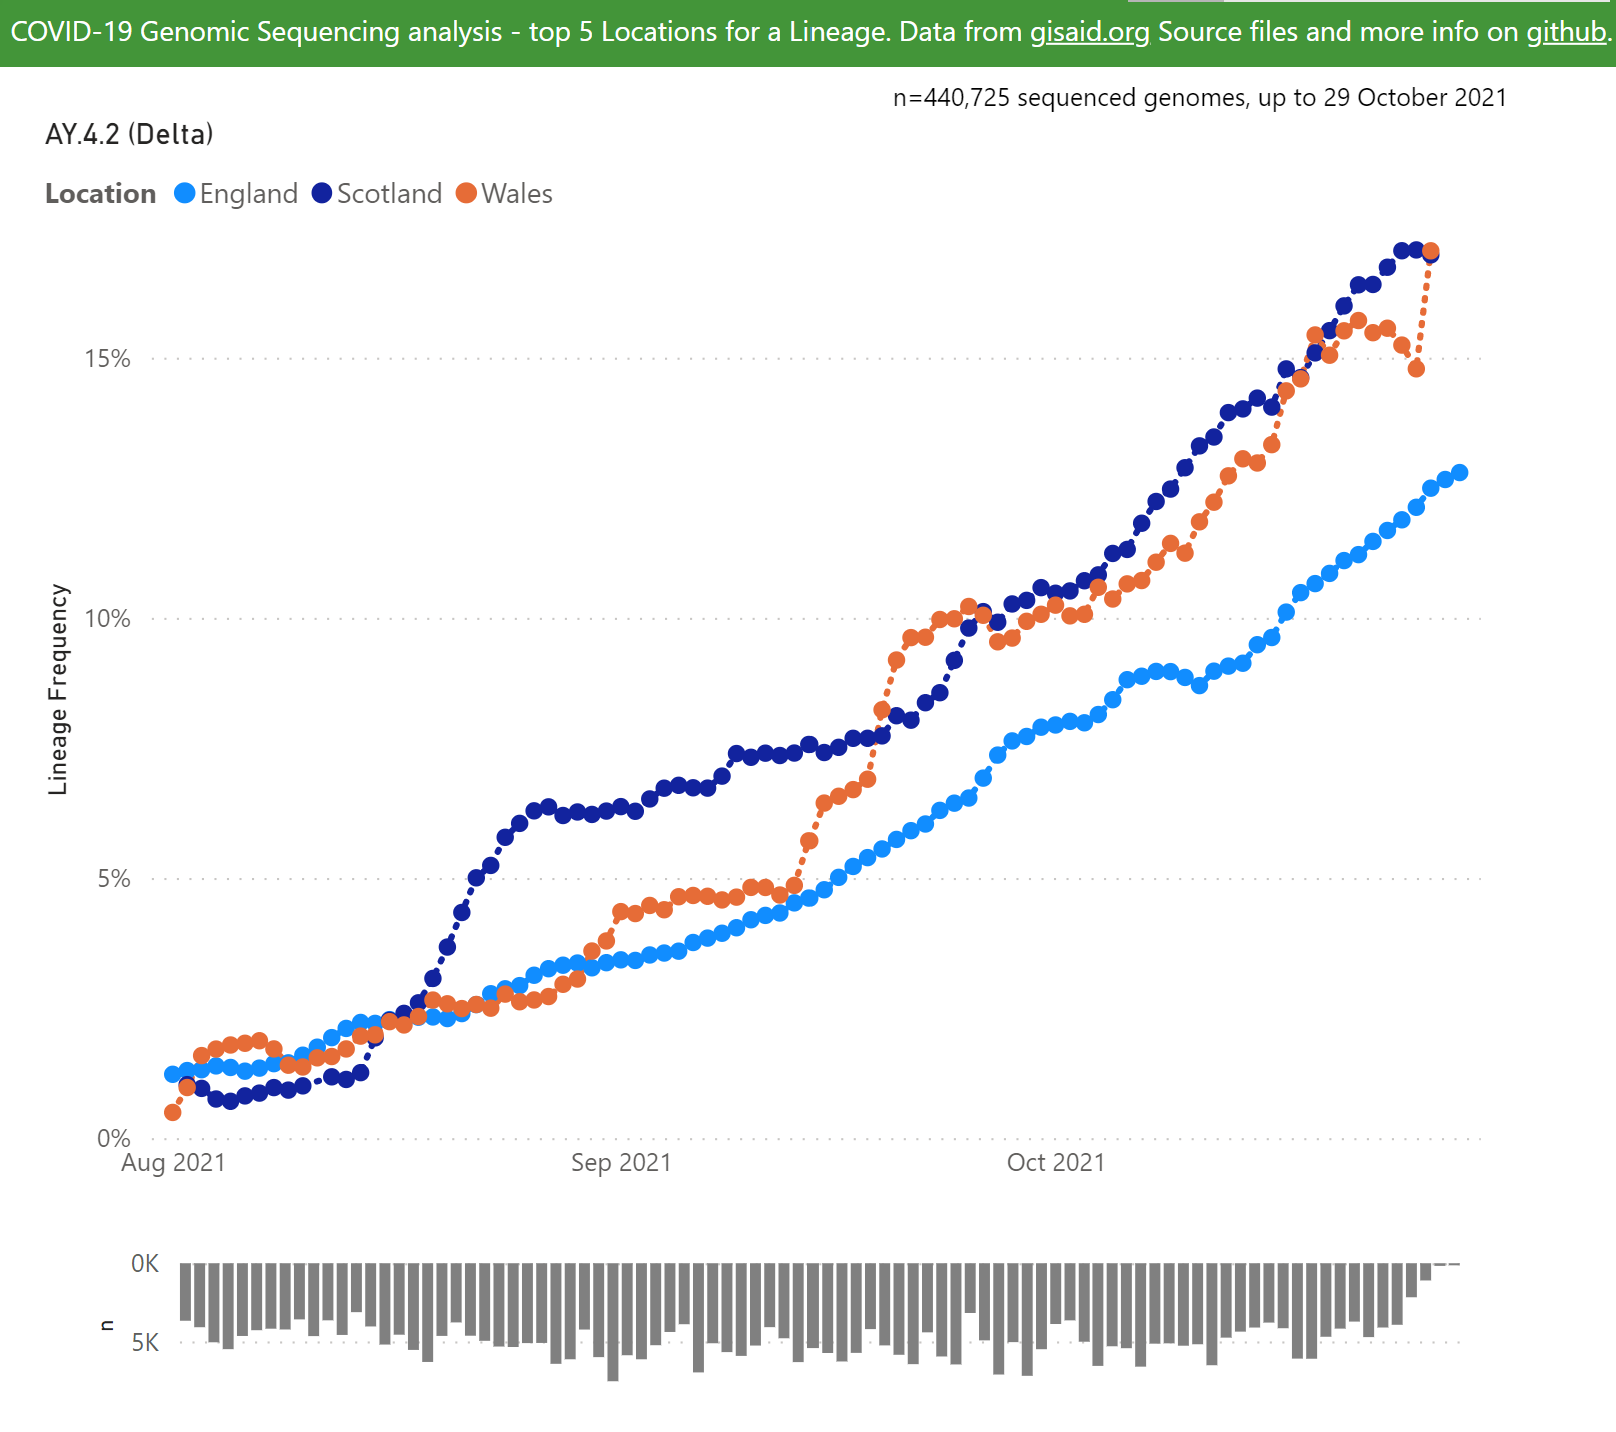 COVID-19 Genomic Sequencing analysis - top 5 Locations for a Lineage. Data from gisaid.org Source files and more info on github.
n=440,725 sequenced genomes, up to 29 October 2021
AY.4.2 (Delta)
Location England Scotland Wales
15%
10%
Lineage Frequency
5%
0%
Aug 2021 Sep 2021 Oct 2021
0K
n
5K